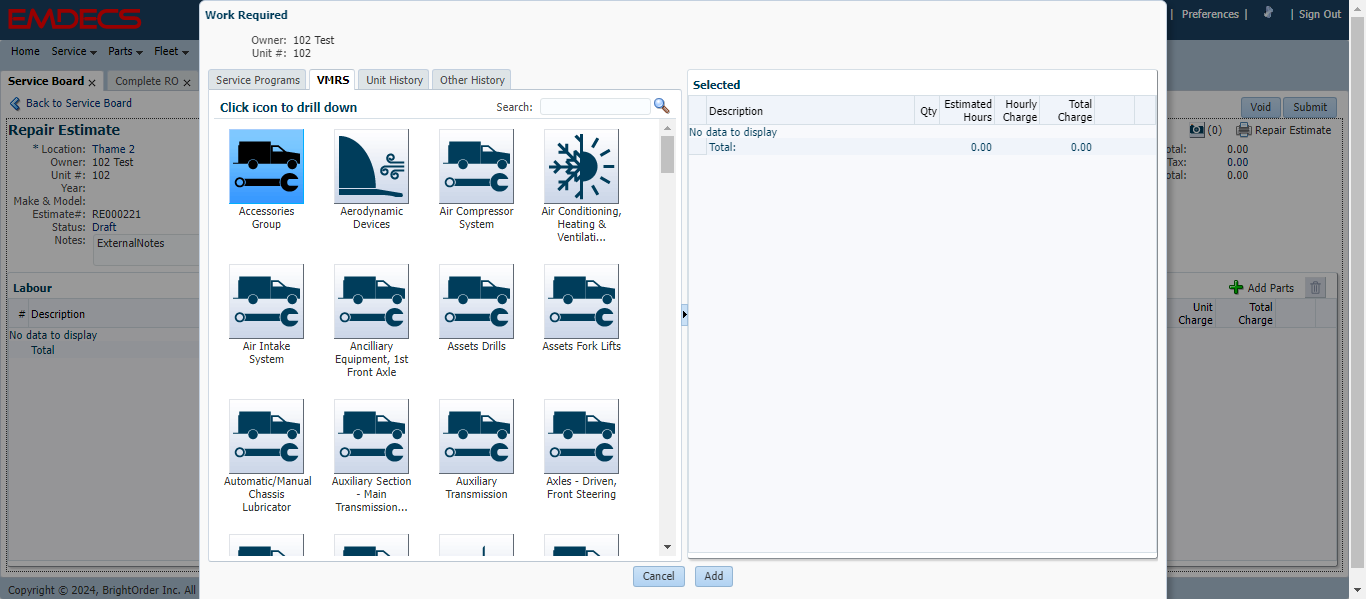 EMDECS
Preferences |
| Sign Out
Home Service Parts Fleet
Service Board x
Complete RO x
Back to Service Board
Void
Submit
Repair Estimate
(0)
Repair Estimate
* Location: Thame 2
Owner: 102 Test
Unit #: 102
Year:
Make & Model:
Estimate#: RE000221
Status: Draft
Notes: ExternalNotes
otal: 0.00
Tax: 0.00
otal: 0.00
Labour
# Description
No data to display
Total
Add Parts
Unit Charge
Total Charge
Copyright © 2024, BrightOrder Inc. All
Work Required
Owner: 102 Test
Unit #: 102
Service Programs
VMRS
Unit History
Other History
Click icon to drill down
Search:
Accessories
Group
Aerodynamic
Devices
Air Compressor
System
Air Conditioning,
Heating &
Ventilati...
Air Intake
System
Ancilliary
Equipment, 1st
Front Axle
Assets Drills
Assets Fork Lifts
Automatic/Manual
Chassis
Lubricator
Auxiliary Section
- Main
Transmission...
Auxiliary
Transmission
Axles - Driven,
Front Steering
Selected
Description
Qty
Estimated Hours
Hourly Charge
Total Charge
No data to display
Total: 0.00 0.00
Cancel
Add